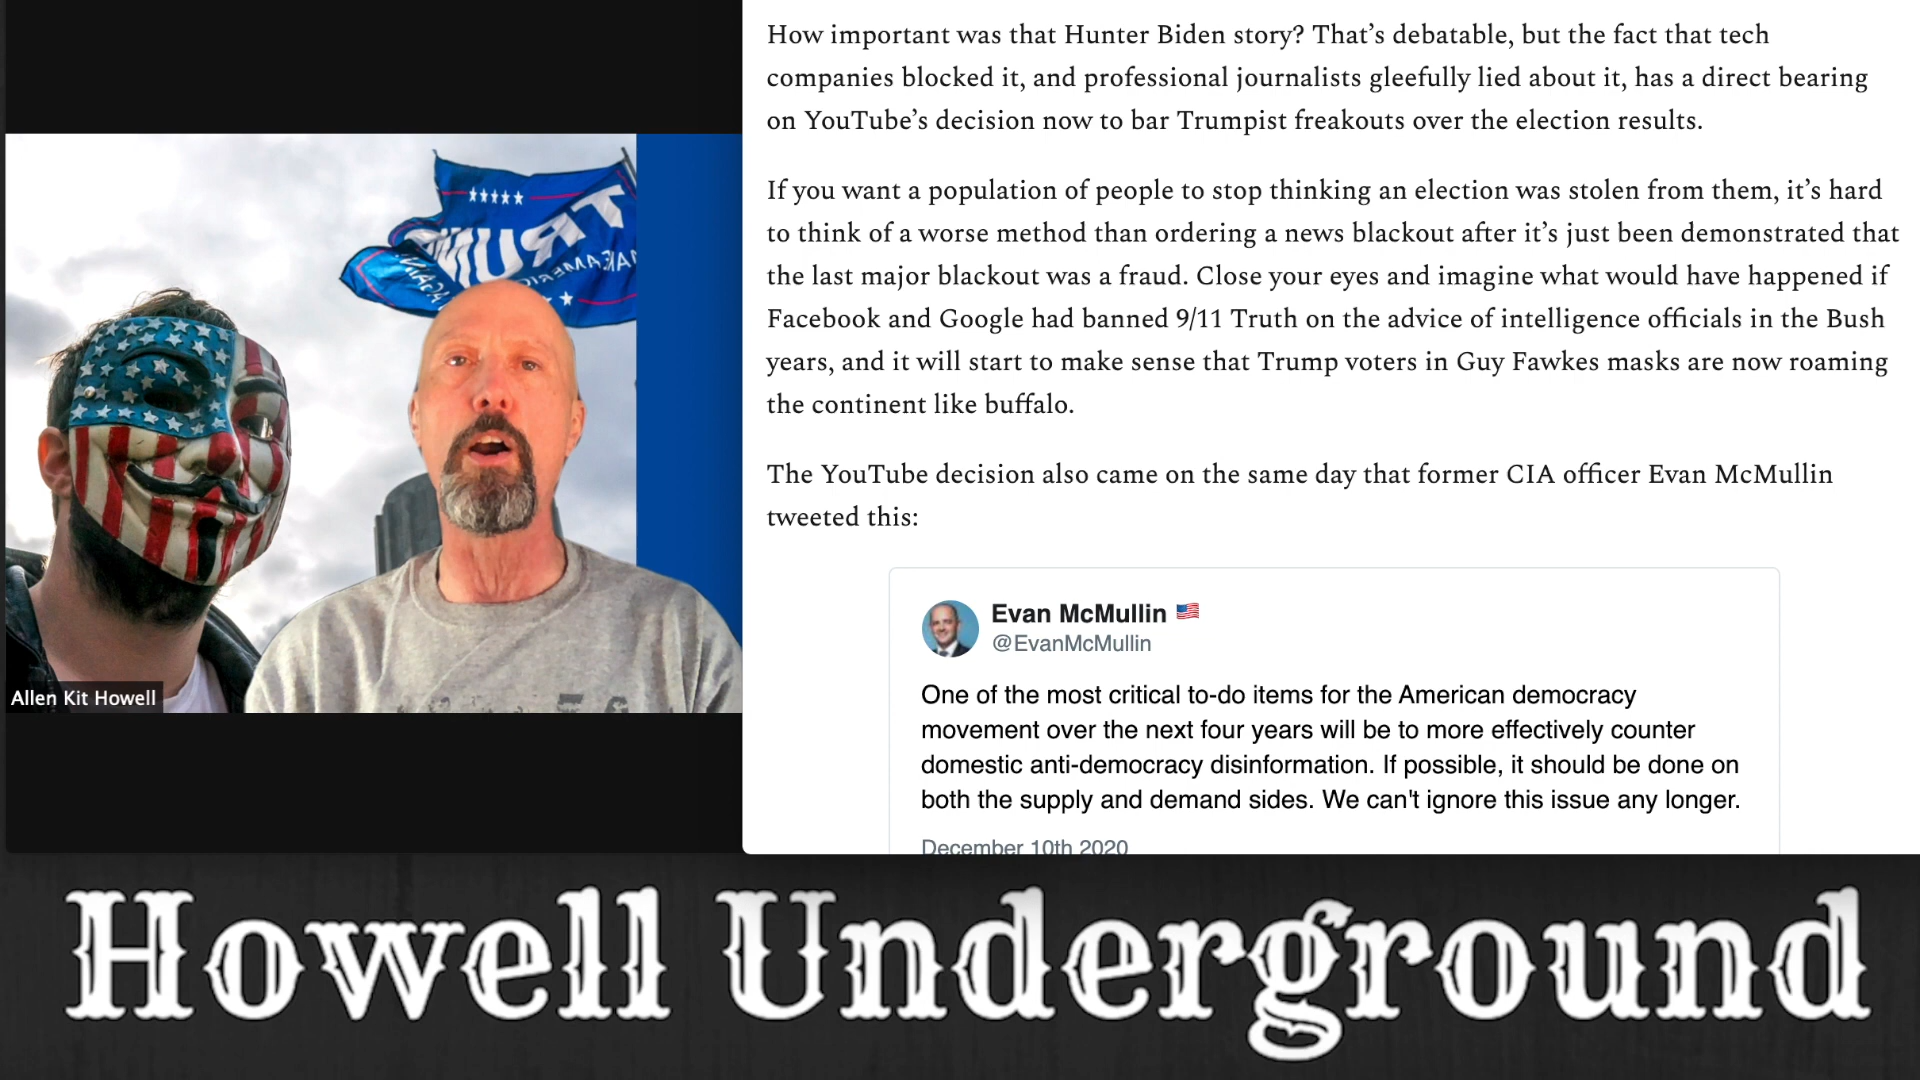 TRUMP
Allen Kit Howell
How important was that Hunter Biden story? That’s debatable, but the fact that tech
companies blocked it, and professional journalists gleefully lied about it, has a direct bearing
on YouTube’s decision now to bar Trumpist freakouts over the election results.
If you want a population of people to stop thinking an election was stolen from them, it’s hard
to think of a worse method than ordering a news blackout after it’s just been demonstrated that
the last major blackout was a fraud. Close your eyes and imagine what would have happened if
Facebook and Google had banned 9/11 Truth on the advice of intelligence officials in the Bush
years, and it will start to make sense that Trump voters in Guy Fawkes masks are now roaming
the continent like buffalo.
The YouTube decision also came on the same day that former CIA officer Evan McMullin
tweeted this:
Evan McMullin 🇺🇸
@EvanMcMullin
One of the most critical to-do items for the American democracy
movement over the next four years will be to more effectively counter
domestic anti-democracy disinformation. If possible, it should be done on
both the supply and demand sides. We can't ignore this issue any longer.
December 10th 2020
Howell Underground